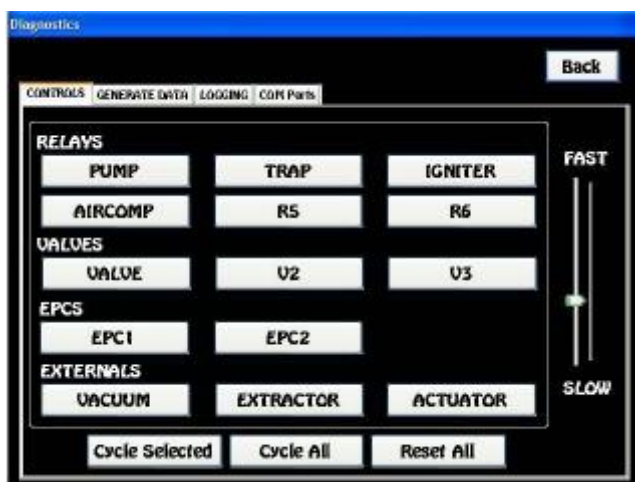 Diagnostics
Back
CONTROLS GENERATE DATA LOGGING COM Ports
RELAYS
PUMP TRAP IGNITER
AIRCOMP R5 R6
VALVES
VALVE V2 V3
EPCS
EPC1 EPC2
EXTERNALS
VACUUM EXTRACTOR ACTUATOR
FAST
SLOW
Cycle Selected Cycle All Reset All